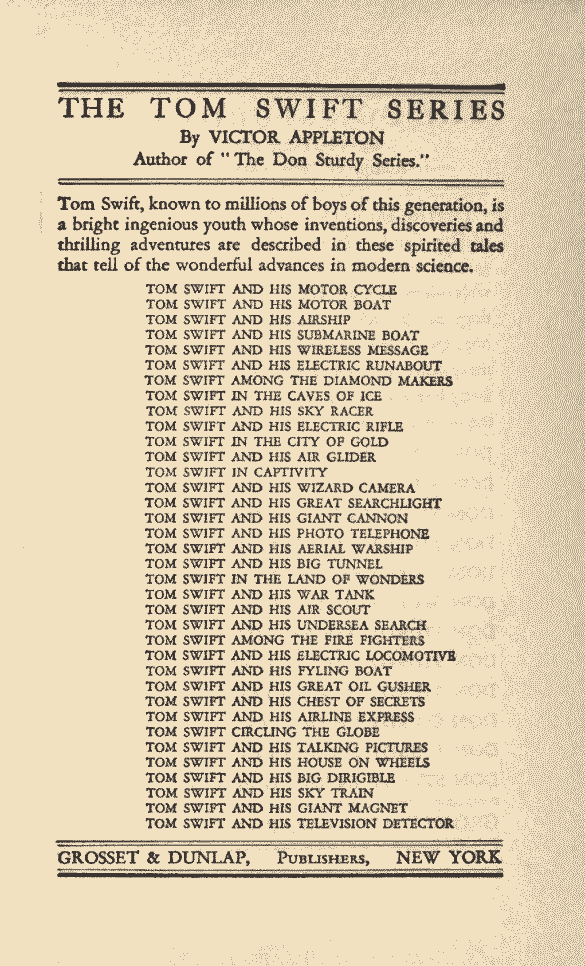 THE TOM SWIFT SERIES
By VICTOR APPLETON
Author of "The Don Sturdy Series."
Tom Swift, known to millions of boys of this generation, is
a bright ingenious youth whose inventions, discoveries and
thrilling adventures are described in these spirited tales
that tell of the wonderful advances in modern science.
TOM SWIFT AND HIS MOTOR CYCLE
TOM SWIFT AND HIS MOTOR BOAT
TOM SWIFT AND HIS AIRSHIP
TOM SWIFT AND HIS SUBMARINE BOAT
TOM SWIFT AND HIS WIRELESS MESSAGE
TOM SWIFT AND HIS ELECTRIC RUNABOUT
TOM SWIFT AMONG THE DIAMOND MAKERS
TOM SWIFT IN THE CAVES OF ICE
TOM SWIFT AND HIS SKY RACER
TOM SWIFT AND HIS ELECTRIC RIFLE
TOM SWIFT IN THE CITY OF GOLD
TOM SWIFT AND HIS AIR GLIDER
TOM SWIFT IN CAPTIVITY
TOM SWIFT AND HIS WIZARD CAMERA
TOM SWIFT AND HIS GREAT SEARCHLIGHT
TOM SWIFT AND HIS GIANT CANNON
TOM SWIFT AND HIS PHOTO TELEPHONE
TOM SWIFT AND HIS AERIAL WARSHIP
TOM SWIFT AND HIS BIG TUNNEL
TOM SWIFT IN THE LAND OF WONDERS
TOM SWIFT AND HIS WAR TANK
TOM SWIFT AND HIS AIR SCOUT
TOM SWIFT AND HIS UNDERSEA SEARCH
TOM SWIFT AMONG THE FIRE FIGHTERS
TOM SWIFT AND HIS ELECTRIC LOCOMOTIVE
TOM SWIFT AND HIS FYLING BOAT
TOM SWIFT AND HIS GREAT OIL GUSHER
TOM SWIFT AND HIS CHEST OF SECRETS
TOM SWIFT AND HIS AIRLINE EXPRESS
TOM SWIFT CIRCLING THE GLOBE
TOM SWIFT AND HIS TALKING PICTURES
TOM SWIFT AND HIS HOUSE ON WHEELS
TOM SWIFT AND HIS BIG DIRIGIBLE
TOM SWIFT AND HIS SKY TRAIN
TOM SWIFT AND HIS GIANT MAGNET
TOM SWIFT AND HIS TELEVISION DETECTOR
GROSSET & DUNLAP, PUBLISHERS, NEW YORK